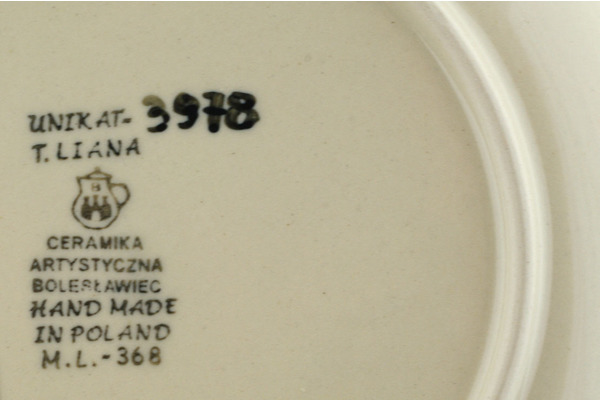 UNIKAT- 3978
T. LIANA
B
CERAMIKA
ARTYSTYCZNA
BOLESŁAWIEC
HAND MADE
IN POLAND
M.L.-368